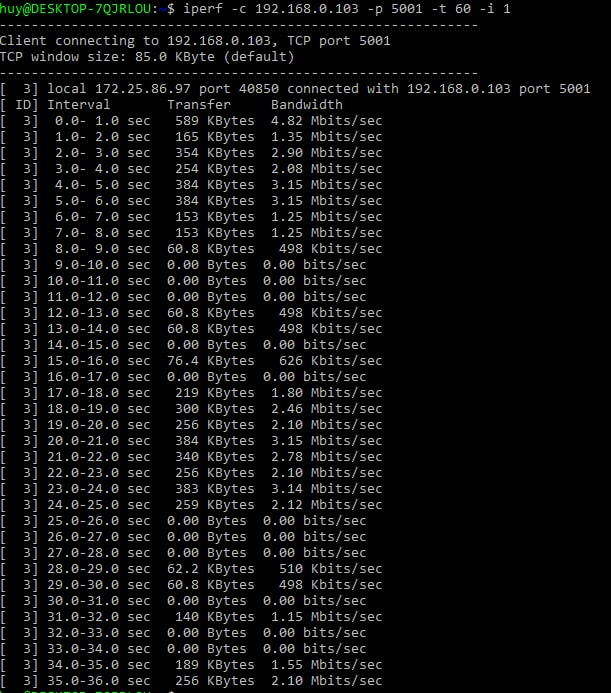 huy@DESKTOP-7QJRLOU:~$ iperf -c 192.168.0.103 -p 5001 -t 60 -i 1
------------------------------------------------------------
Client connecting to 192.168.0.103, TCP port 5001
TCP window size: 85.0 KByte (default)
------------------------------------------------------------
[  3] local 172.25.86.97 port 40850 connected with 192.168.0.103 port 5001
[ ID] Interval       Transfer     Bandwidth
[  3]  0.0- 1.0 sec   589 KBytes  4.82 Mbits/sec
[  3]  1.0- 2.0 sec   165 KBytes  1.35 Mbits/sec
[  3]  2.0- 3.0 sec   354 KBytes  2.90 Mbits/sec
[  3]  3.0- 4.0 sec   254 KBytes  2.08 Mbits/sec
[  3]  4.0- 5.0 sec   384 KBytes  3.15 Mbits/sec
[  3]  5.0- 6.0 sec   384 KBytes  3.15 Mbits/sec
[  3]  6.0- 7.0 sec   153 KBytes  1.25 Mbits/sec
[  3]  7.0- 8.0 sec   153 KBytes  1.25 Mbits/sec
[  3]  8.0- 9.0 sec  60.8 KBytes   498 Kbits/sec
[  3]  9.0-10.0 sec  0.00 Bytes  0.00 bits/sec
[  3] 10.0-11.0 sec  0.00 Bytes  0.00 bits/sec
[  3] 11.0-12.0 sec  0.00 Bytes  0.00 bits/sec
[  3] 12.0-13.0 sec  60.8 KBytes   498 Kbits/sec
[  3] 13.0-14.0 sec  60.8 KBytes   498 Kbits/sec
[  3] 14.0-15.0 sec  0.00 Bytes  0.00 bits/sec
[  3] 15.0-16.0 sec  76.4 KBytes   626 Kbits/sec
[  3] 16.0-17.0 sec  0.00 Bytes  0.00 bits/sec
[  3] 17.0-18.0 sec   219 KBytes  1.80 Mbits/sec
[  3] 18.0-19.0 sec   300 KBytes  2.46 Mbits/sec
[  3] 19.0-20.0 sec   256 KBytes  2.10 Mbits/sec
[  3] 20.0-21.0 sec   384 KBytes  3.15 Mbits/sec
[  3] 21.0-22.0 sec   340 KBytes  2.78 Mbits/sec
[  3] 22.0-23.0 sec   256 KBytes  2.10 Mbits/sec
[  3] 23.0-24.0 sec   383 KBytes  3.14 Mbits/sec
[  3] 24.0-25.0 sec   259 KBytes  2.12 Mbits/sec
[  3] 25.0-26.0 sec  0.00 Bytes  0.00 bits/sec
[  3] 26.0-27.0 sec  0.00 Bytes  0.00 bits/sec
[  3] 27.0-28.0 sec  0.00 Bytes  0.00 bits/sec
[  3] 28.0-29.0 sec  62.2 KBytes   510 Kbits/sec
[  3] 29.0-30.0 sec  60.8 KBytes   498 Kbits/sec
[  3] 30.0-31.0 sec  0.00 Bytes  0.00 bits/sec
[  3] 31.0-32.0 sec   140 KBytes  1.15 Mbits/sec
[  3] 32.0-33.0 sec  0.00 Bytes  0.00 bits/sec
[  3] 33.0-34.0 sec  0.00 Bytes  0.00 bits/sec
[  3] 34.0-35.0 sec   189 KBytes  1.55 Mbits/sec
[  3] 35.0-36.0 sec   256 KBytes  2.10 Mbits/sec